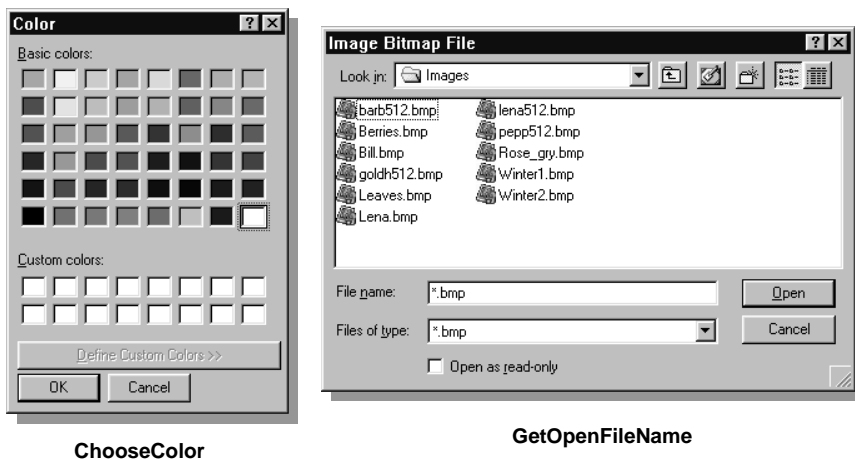 Color
Basic colors:
Custom colors:
Define Custom Colors >>
OK Cancel
ChooseColor
Image Bitmap File
Look in: Images
barb512.bmp lena512.bmp
Berries.bmp pepp512.bmp
Bill.bmp Rose_gry.bmp
goldh512.bmp Winter1.bmp
Leaves.bmp Winter2.bmp
Lena.bmp
File name: *.bmp Open
Files of type: *.bmp Cancel
Open as read-only
GetOpenFileName